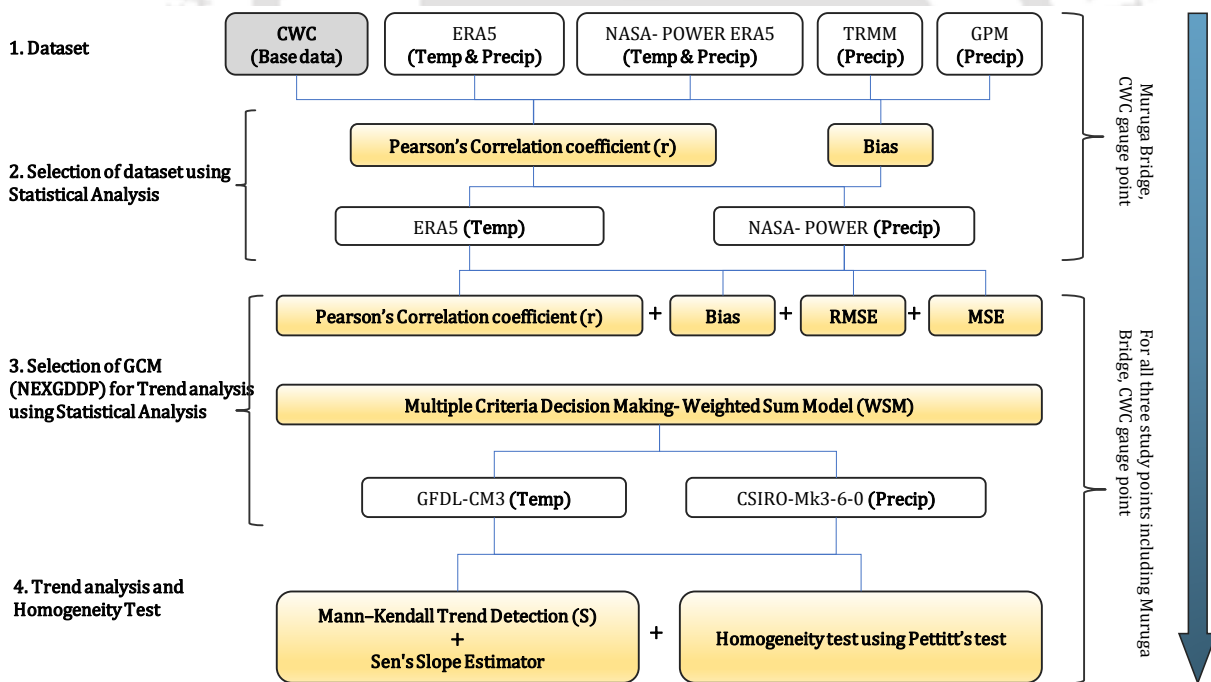 1. Dataset
CWC
(Base data)
ERA5
(Temp & Precip)
NASA- POWER ERA5
(Temp & Precip)
TRMM
(Precip)
GPM
(Precip)
Muruga Bridge,
CWC gauge point
2. Selection of dataset using
Statistical Analysis
Pearson's Correlation coefficient (r)
Bias
ERA5 (Temp)
NASA- POWER (Precip)
3. Selection of GCM
(NEXGDDP) for Trend analysis
using Statistical Analysis
Pearson's Correlation coefficient (r)
+
Bias
+
RMSE
+
MSE
Multiple Criteria Decision Making- Weighted Sum Model (WSM)
GFDL-CM3 (Temp)
CSIRO-Mk3-6-0 (Precip)
For all three study points including Muruga
Bridge, CWC gauge point
4. Trend analysis and
Homogeneity Test
Mann–Kendall Trend Detection (S)
+
Sen's Slope Estimator
+
Homogeneity test using Pettitt's test